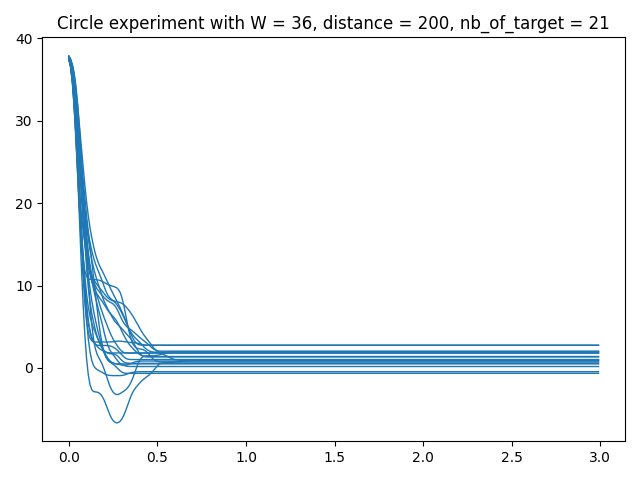 Circle experiment with W = 36, distance = 200, nb_of_target = 21
40
30
20
10
0
0.0 0.5 1.0 1.5 2.0 2.5 3.0